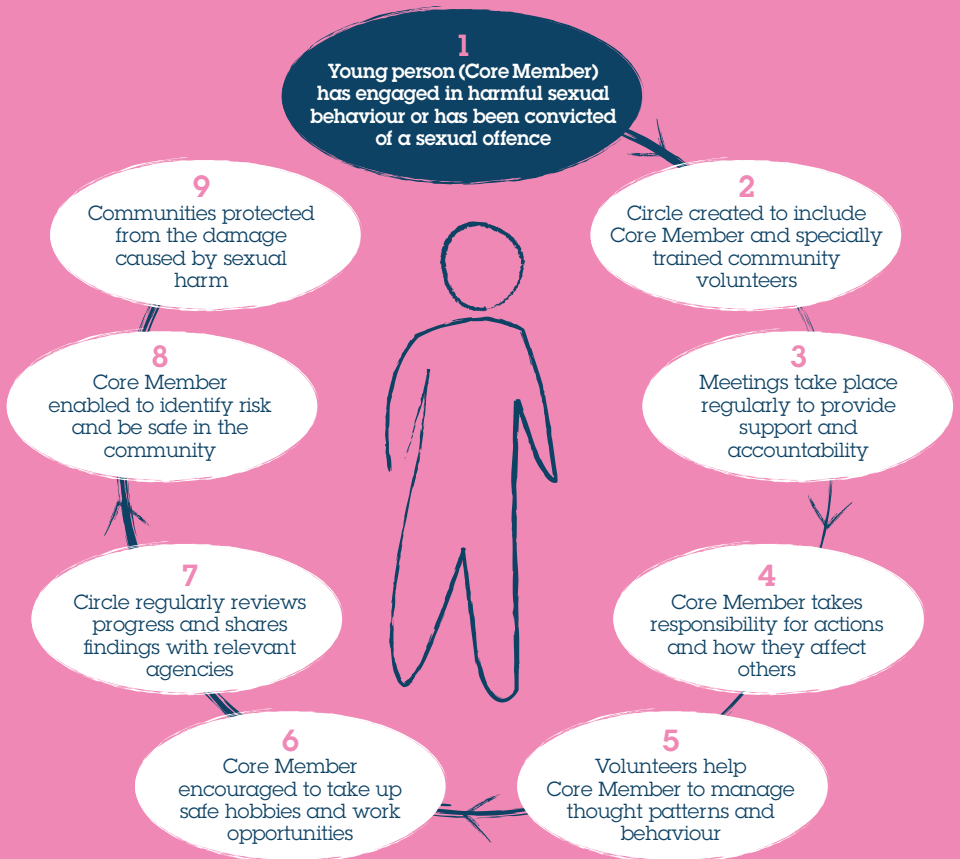 1
Young person (Core Member)
has engaged in harmful sexual
behaviour or has been convicted
of a sexual offence
2
Circle created to include
Core Member and specially
trained community
volunteers
3
Meetings take place
regularly to provide
support and
accountability
4
Core Member takes
responsibility for actions
and how they affect
others
5
Volunteers help
Core Member to manage
thought patterns and
behaviour
6
Core Member
encouraged to take up
safe hobbies and work
opportunities
7
Circle regularly reviews
progress and shares
findings with relevant
agencies
8
Core Member
enabled to identify risk
and be safe in the
community
9
Communities protected
from the damage
caused by sexual
harm